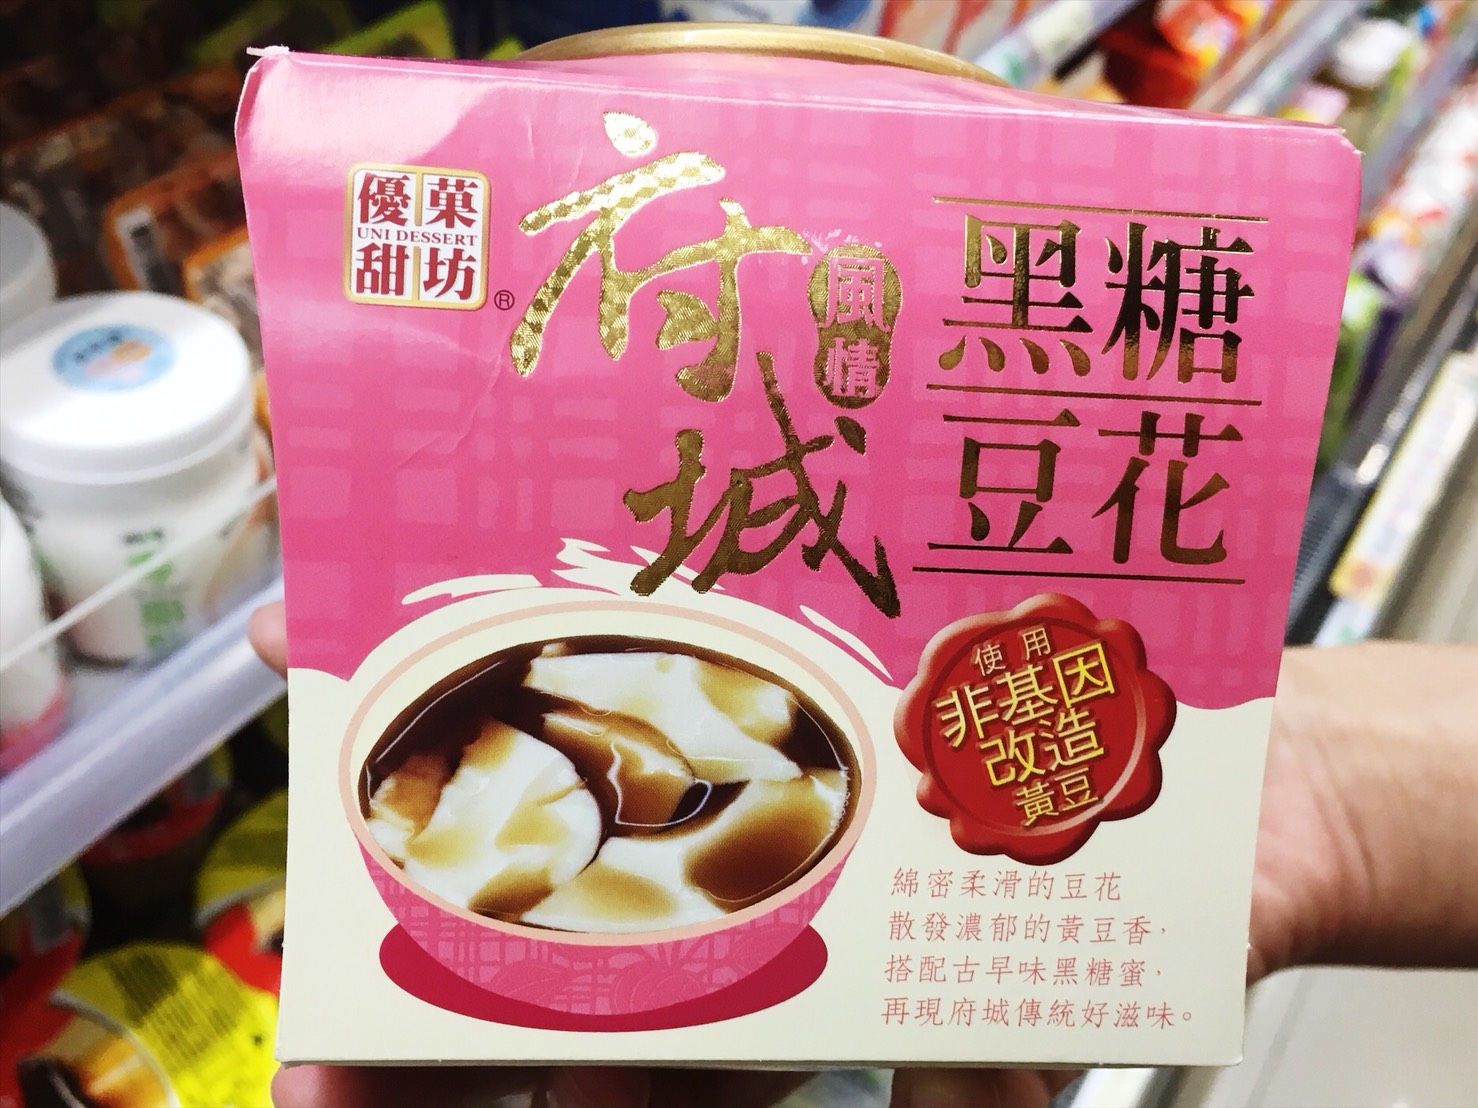 優菓
UNI DESSERT
甜坊
®
府城
風情
黑糖
豆花
使用
非基因
改造
黃豆
綿密柔滑的豆花
散發濃郁的黃豆香，
搭配古早味黑糖蜜，
再現府城傳統好滋味。